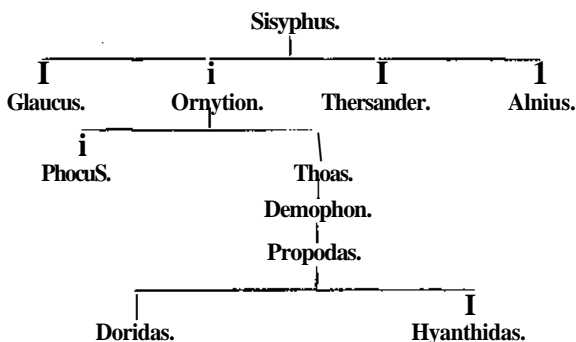 Sisyphus.
Glaucus. Ornytion. Thersander. Alnius.
PhocuS. Thoas.
Demophon.
Propodas.
Doridas. Hyanthidas.